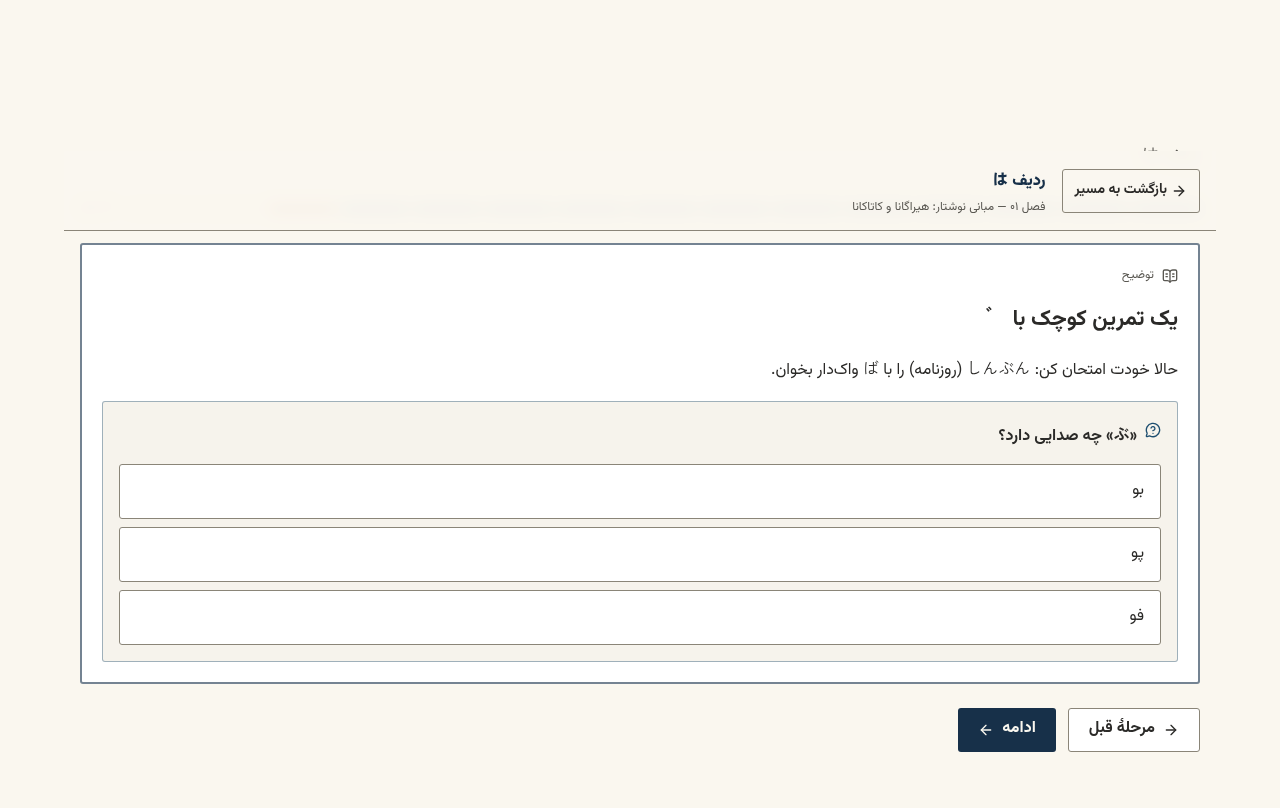 بازگشت به مسیر
ردیف は
فصل ۰۱ — مبانی نوشتار: هیراگانا و کاتاکانا
توضیح
یک تمرین کوچک با ゛
حالا خودت امتحان کن: しんぶん (روزنامه) را با ば واک‌دار بخوان.
«ぶ» چه صدایی دارد؟
بو
پو
فو
مرحلهٔ قبل
ادامه